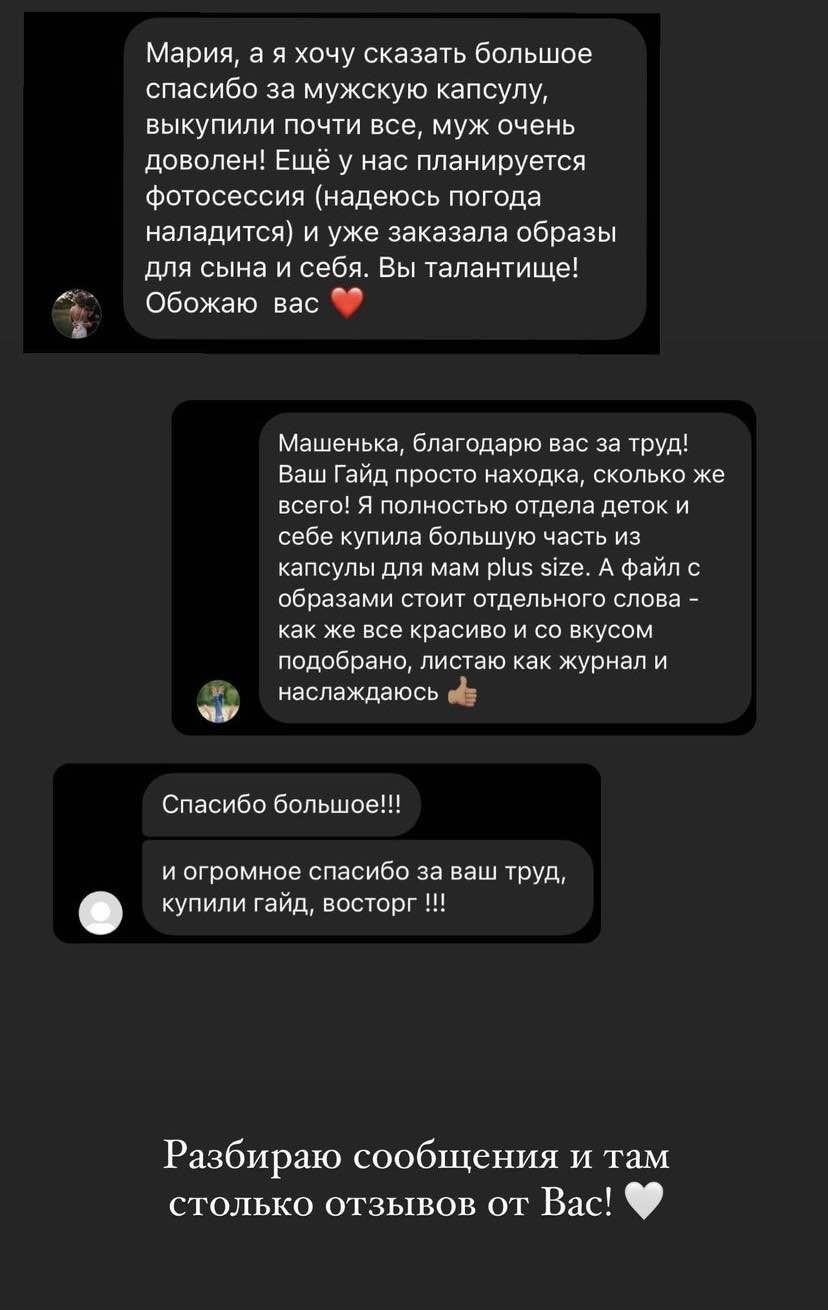 Мария, а я хочу сказать большое
спасибо за мужскую капсулу,
выкупили почти все, муж очень
доволен! Ещё у нас планируется
фотосессия (надеюсь погода
наладится) и уже заказала образы
для сына и себя. Вы талантище!
Обожаю вас ❤️
Машенька, благодарю вас за труд!
Ваш Гайд просто находка, сколько же
всего! Я полностью отдела деток и
себе купила большую часть из
капсулы для мам plus size. А файл с
образами стоит отдельного слова -
как же все красиво и со вкусом
подобрано, листаю как журнал и
наслаждаюсь 👍🏽
Спасибо большое!!!
и огромное спасибо за ваш труд,
купили гайд, восторг !!!
Разбираю сообщения и там
столько отзывов от Вас! 🤍